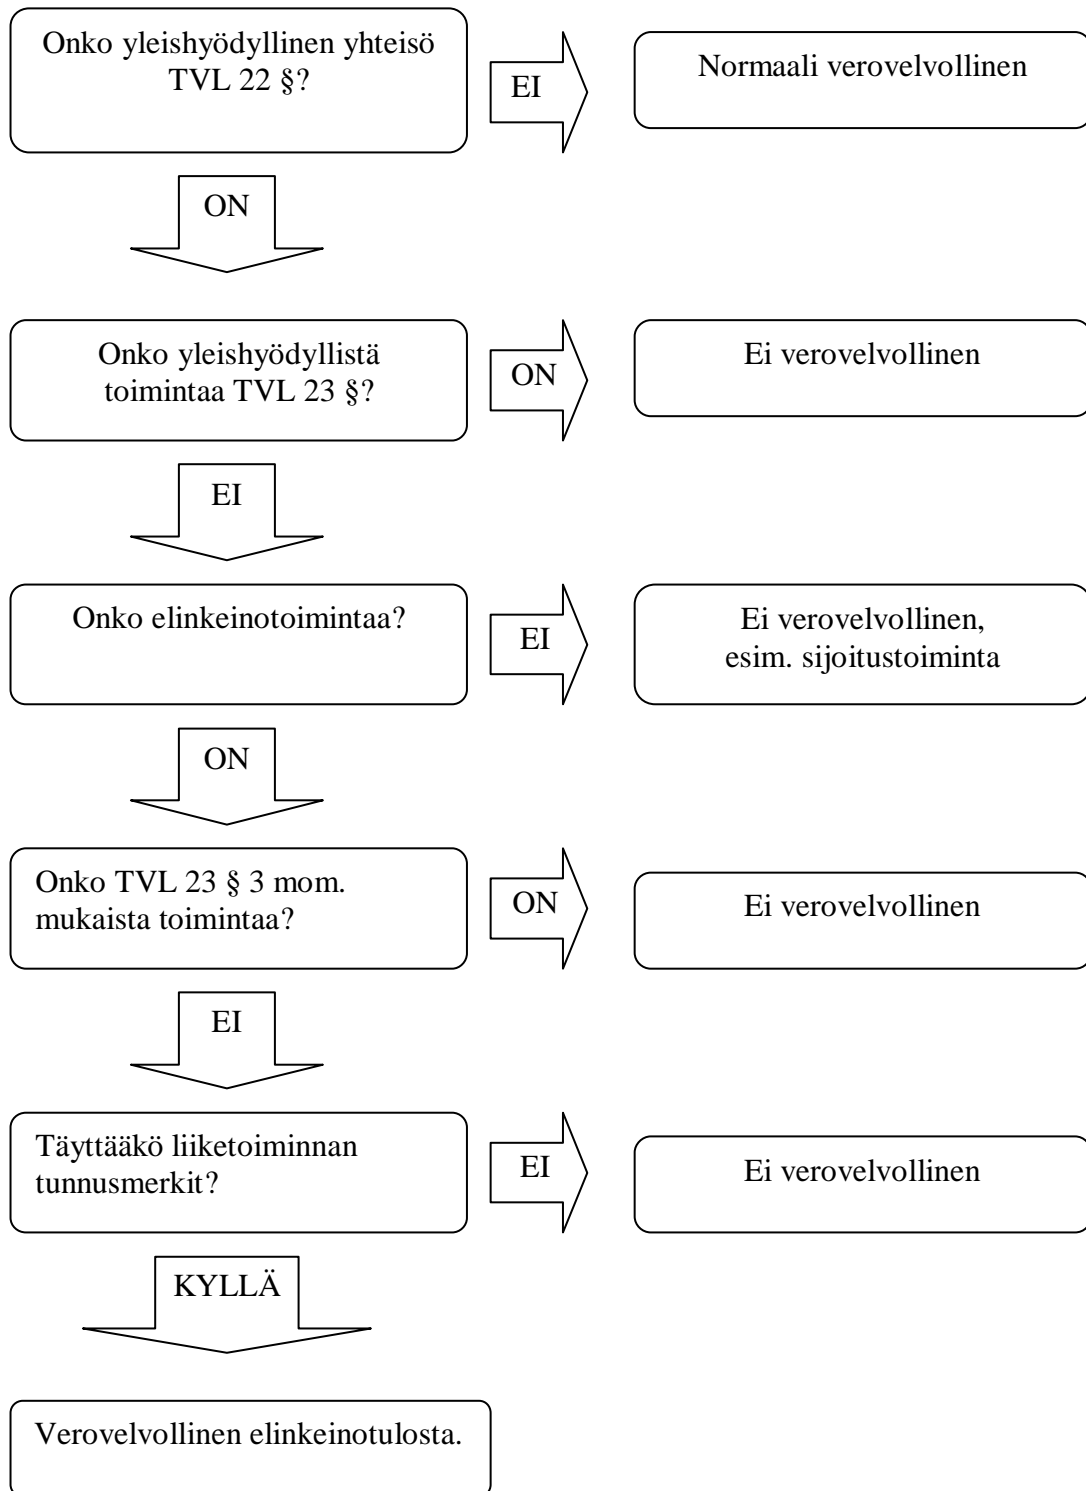 Onko yleishyödyllinen yhteisö
TVL 22 §?
EI
Normaali verovelvollinen
ON
Onko yleishyödyllistä
toimintaa TVL 23 §?
ON
Ei verovelvollinen
EI
Onko elinkeinotoimintaa?
EI
Ei verovelvollinen,
esim. sijoitustoiminta
ON
Onko TVL 23 § 3 mom.
mukaista toimintaa?
ON
Ei verovelvollinen
EI
Täyttääkö liiketoiminnan
tunnusmerkit?
EI
Ei verovelvollinen
KYLLÄ
Verovelvollinen elinkeinotulosta.